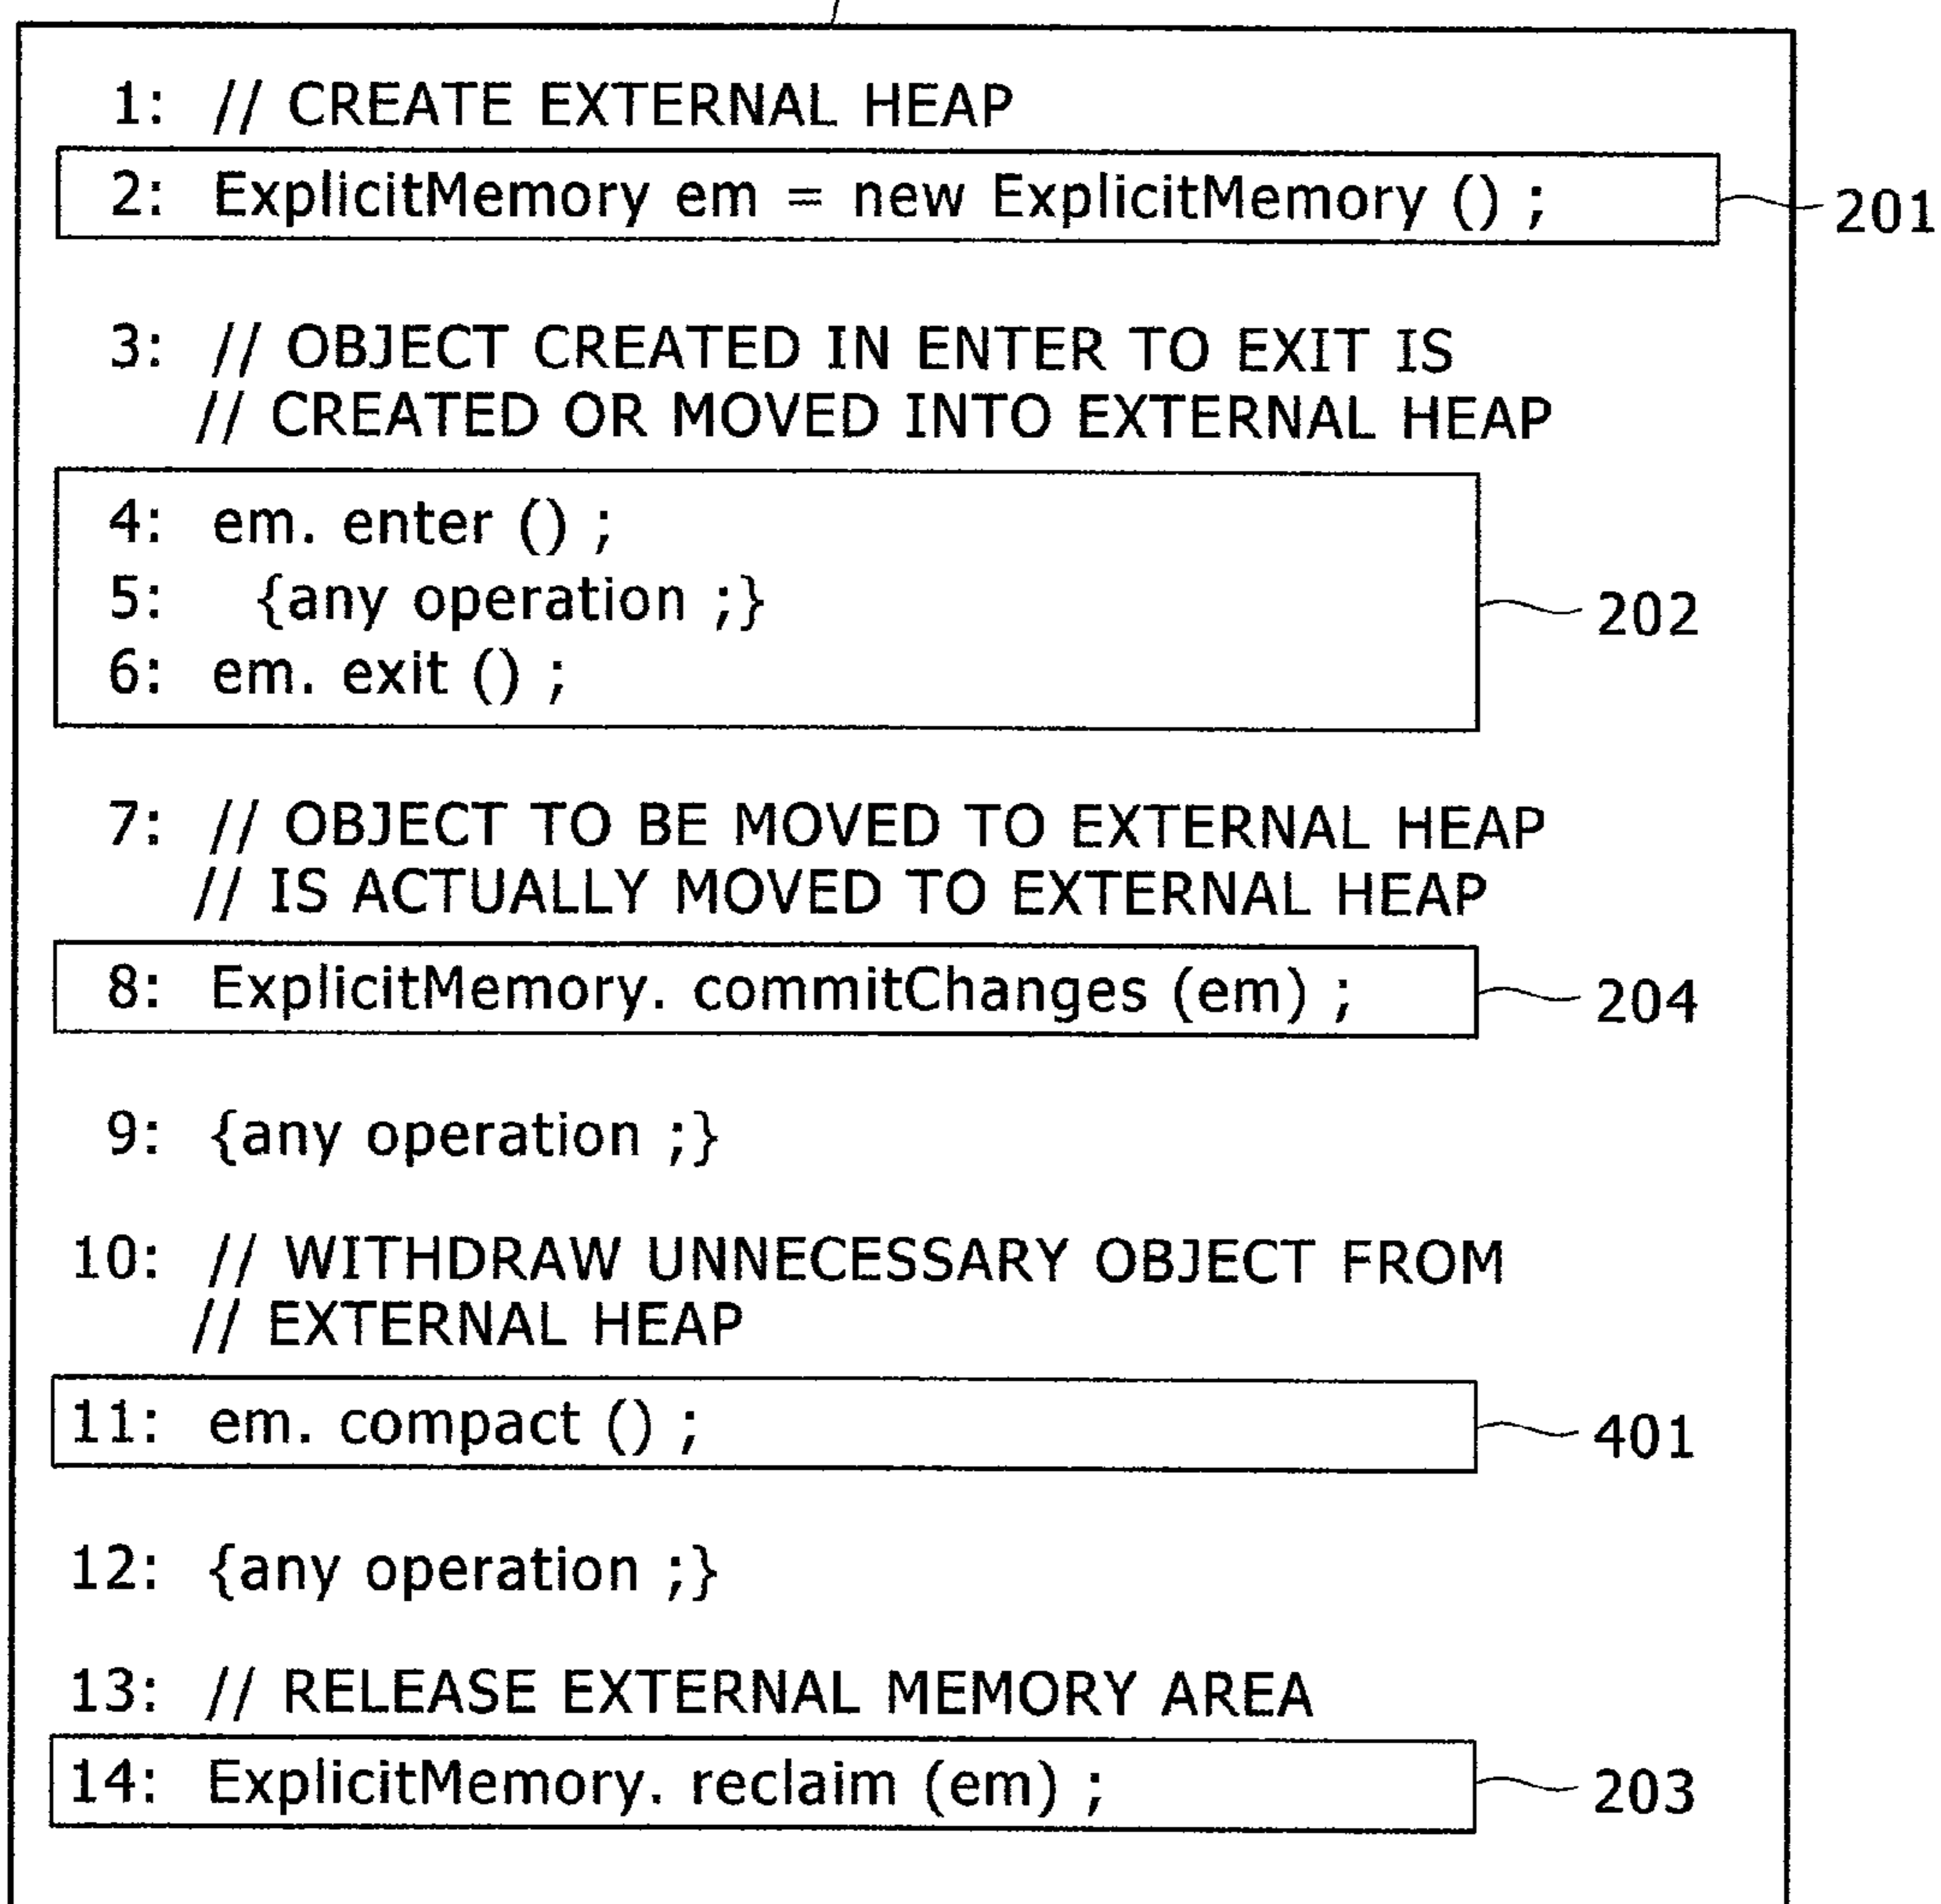 1: // CREATE EXTERNAL HEAP
2: ExplicitMemory em = new ExplicitMemory () ;
201
3: // OBJECT CREATED IN ENTER TO EXIT IS
// CREATED OR MOVED INTO EXTERNAL HEAP
4: em. enter () ;
5: {any operation ;}
202
6: em. exit () ;
7: // OBJECT TO BE MOVED TO EXTERNAL HEAP
// IS ACTUALLY MOVED TO EXTERNAL HEAP
8: ExplicitMemory. commitChanges (em) ;
204
9: {any operation ;}
10: // WITHDRAW UNNECESSARY OBJECT FROM
// EXTERNAL HEAP
11: em. compact () ;
401
12: {any operation ;}
13: // RELEASE EXTERNAL MEMORY AREA
14: ExplicitMemory. reclaim (em) ;
203